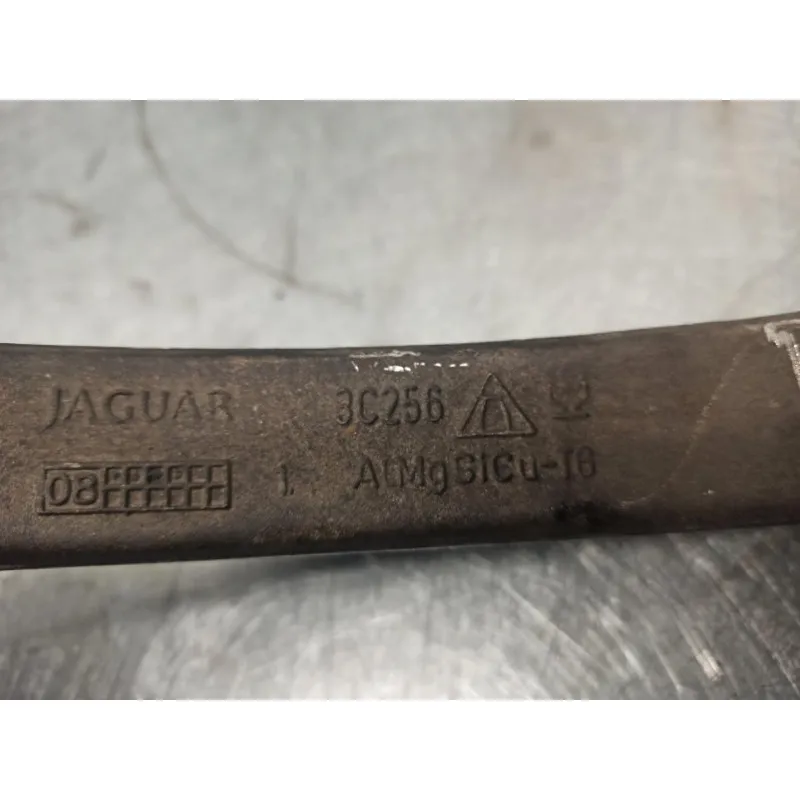 JAGUAR 3C256
08 1. AlMgSiCu-T6